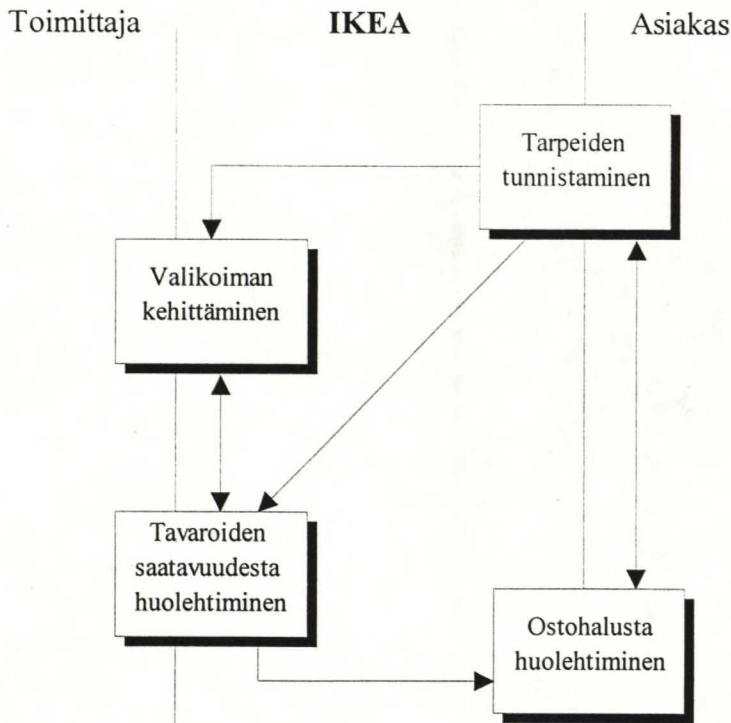 Toimittaja IKEA Asiakas
Tarpeiden
tunnistaminen
Valikoiman
kehittäminen
Tavaroiden
saatavuudesta
huolehtiminen
Ostohalusta
huolehtiminen